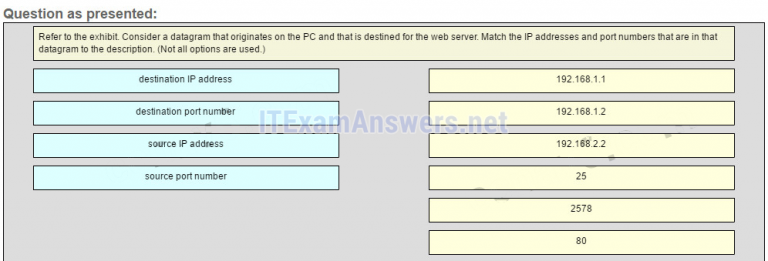 Question as presented:
Refer to the exhibit. Consider a datagram that originates on the PC and that is destined for the web server. Match the IP addresses and port numbers that are in that
datagram to the description. (Not all options are used.)
destination IP address
192.168.1.1
destination port number
192.168.1.2
ITExamAnswers.net
source IP address
192.168.2.2
source port number
25
2578
80